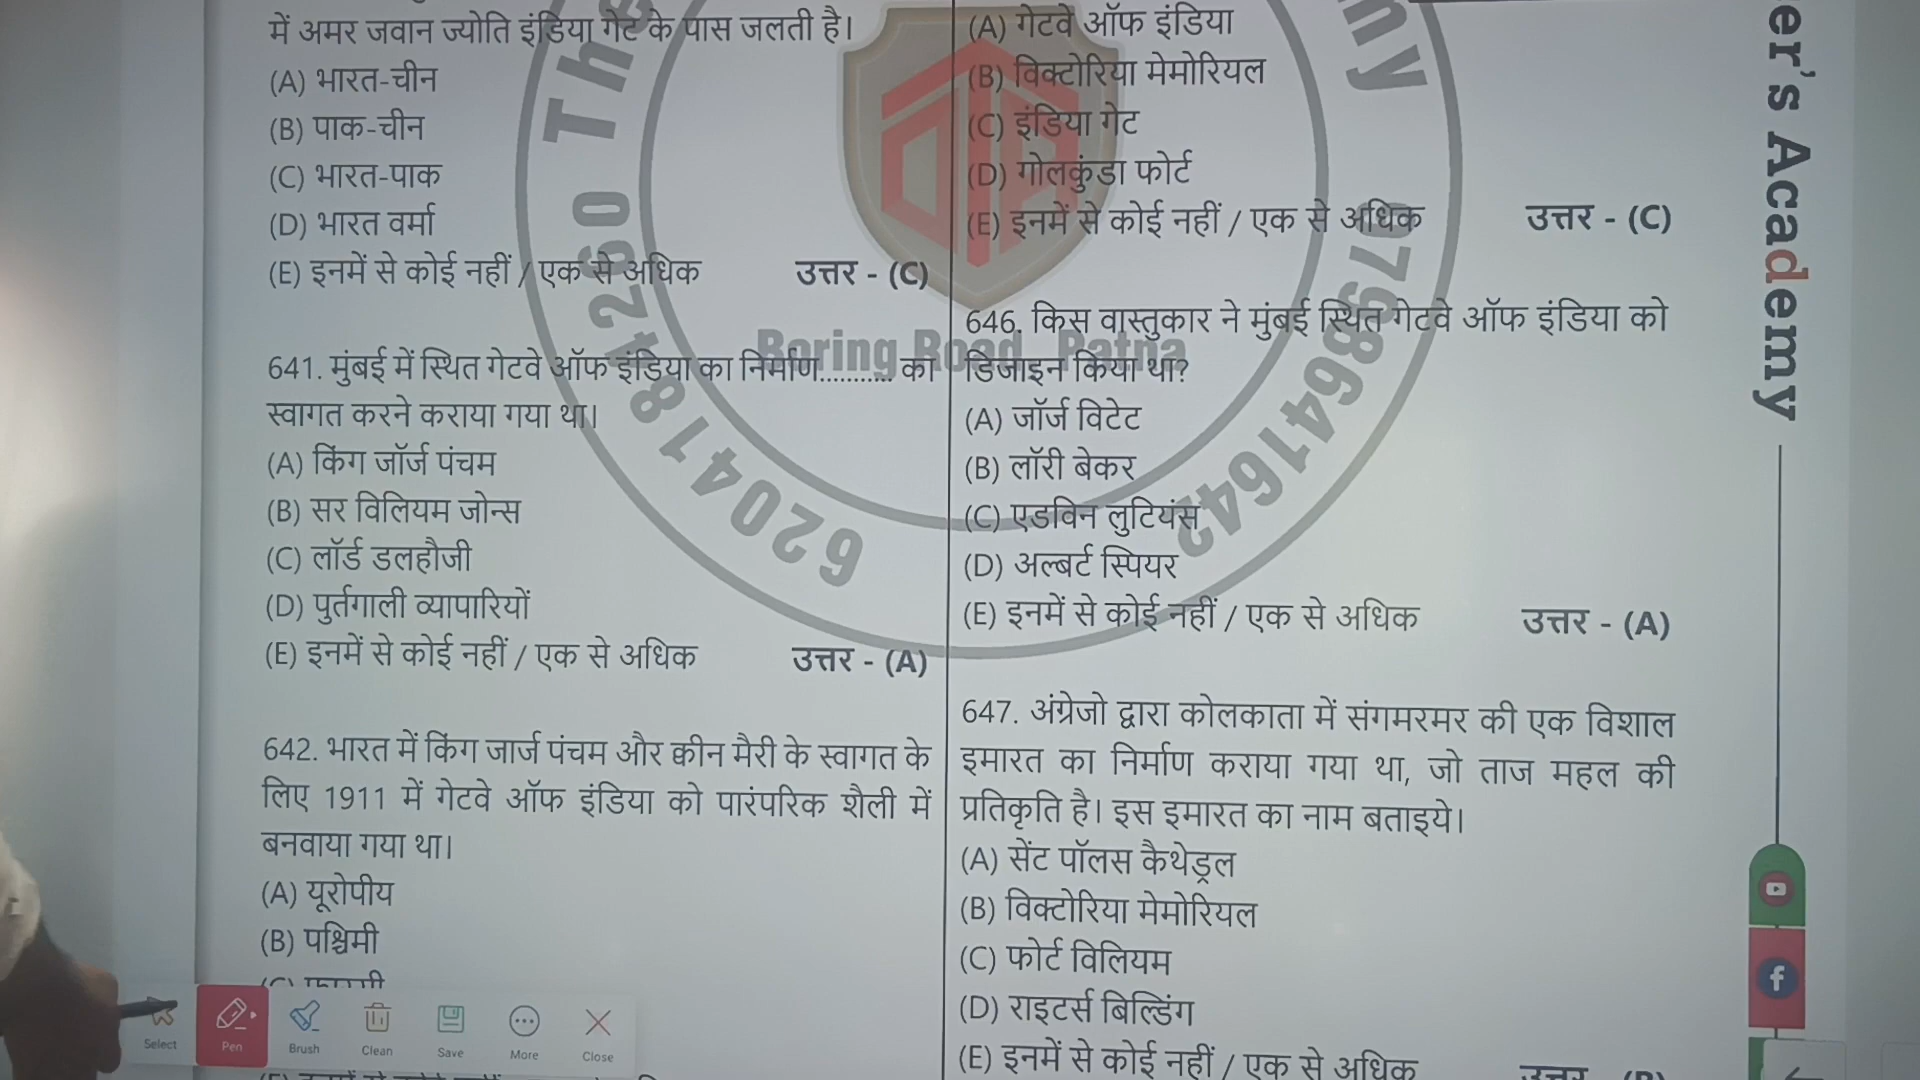 में अमर जवान ज्योति इंडिया गेट के पास जलती है।
(A) भारत-चीन
(B) पाक-चीन
(C) भारत-पाक
(D) भारत वर्मा
(E) इनमें से कोई नहीं / एक से अधिक उत्तर - (C)
641. मुंबई में स्थित गेटवे ऑफ इंडिया का निर्माण........... का
स्वागत करने कराया गया था।
(A) किंग जॉर्ज पंचम
(B) सर विलियम जोन्स
(C) लॉर्ड डलहौजी
(D) पुर्तगाली व्यापारियों
(E) इनमें से कोई नहीं / एक से अधिक उत्तर - (A)
642. भारत में किंग जार्ज पंचम और क्वीन मैरी के स्वागत के
लिए 1911 में गेटवे ऑफ इंडिया को पारंपरिक शैली में
बनवाया गया था।
(A) यूरोपीय
(B) पश्चिमी
(A) गेटवे ऑफ इंडिया
(B) विक्टोरिया मेमोरियल
(C) इंडिया गेट
(D) गोलकुंडा फोर्ट
(E) इनमें से कोई नहीं / एक से अधिक उत्तर - (C)
646. किस वास्तुकार ने मुंबई स्थित गेटवे ऑफ इंडिया को
डिजाइन किया था?
(A) जॉर्ज विटेट
(B) लॉरी बेकर
(C) एडविन लुटियंस
(D) अल्बर्ट स्पियर
(E) इनमें से कोई नहीं / एक से अधिक उत्तर - (A)
647. अंग्रेजो द्वारा कोलकाता में संगमरमर की एक विशाल
इमारत का निर्माण कराया गया था, जो ताज महल की
प्रतिकृति है। इस इमारत का नाम बताइये।
(A) सेंट पॉलस कैथेड्रल
(B) विक्टोरिया मेमोरियल
(C) फोर्ट विलियम
(D) राइटर्स बिल्डिंग
(E) इनमें से कोई नहीं / एक से अधिक
The
my
6204184260
0798641642
Boring Road, Patna
er's Academy
Select
Pen
Brush
Clean
Save
More
Close